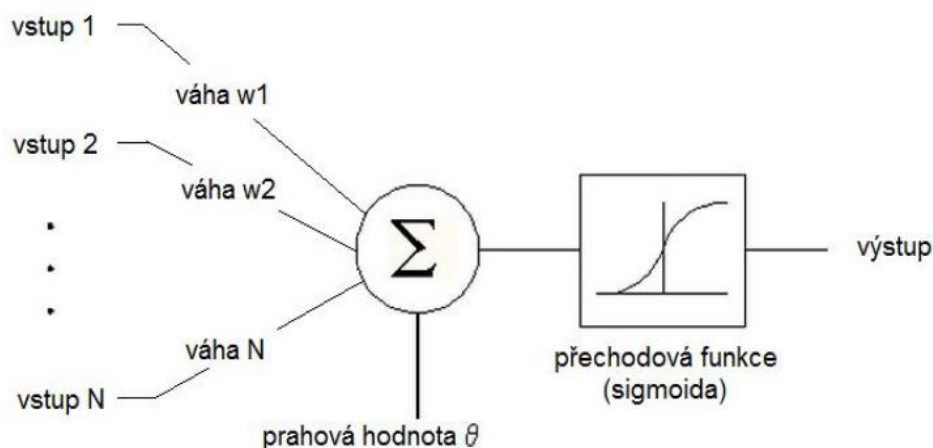 vstup 1
váha w1
vstup 2
váha w2
Σ
výstup
váha N
přechodová funkce
(sigmoida)
vstup N
prahová hodnota θ